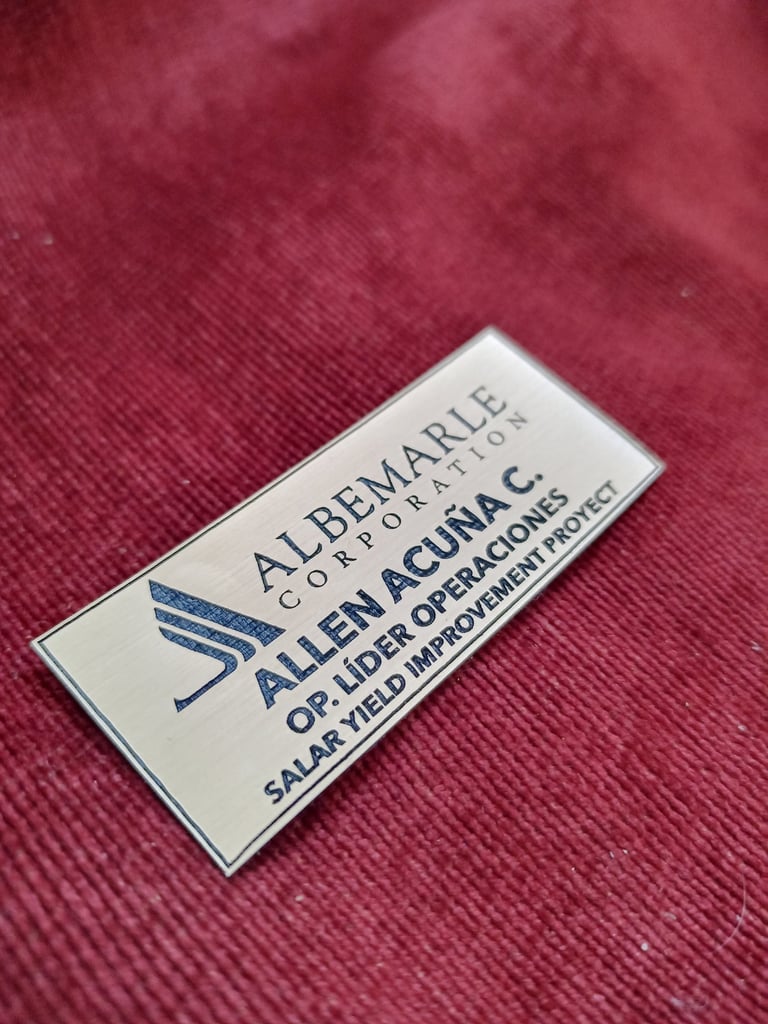 ALBEMARLE
CORPORATION
ALLEN ACUÑA C.
OP. LÍDER OPERACIONES
SALAR YIELD IMPROVEMENT PROYECT